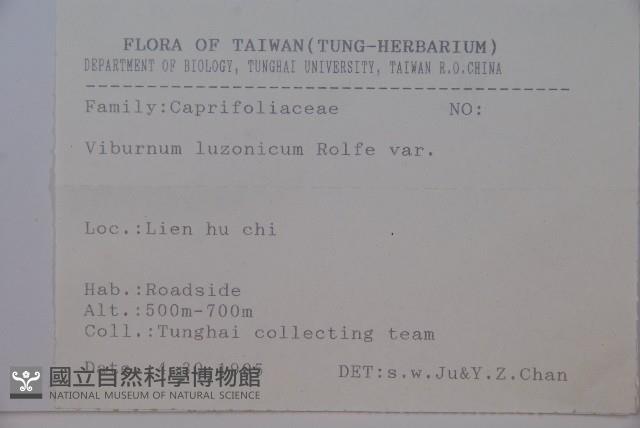 FLORA OF TAIWAN(TUNG-HERBARIUM)
DEPARTMENT OF BIOLOGY, TUNGHAI UNIVERSITY, TAIWAN R.O.CHINA
Family:Caprifoliaceae NO:
Viburnum luzonicum Rolfe var.
Loc.:Lien hu chi
Hab.:Roadside
Alt.:500m-700m
Coll.:Tunghai collecting team
DET:s.w.Ju&Y.Z.Chan
國立自然科學博物館
NATIONAL MUSEUM OF NATURAL SCIENCE